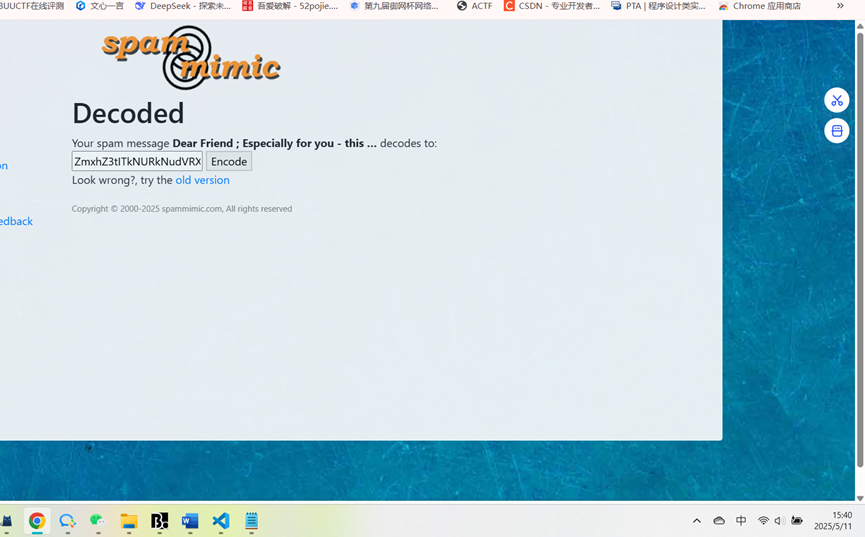 BUUCTF在线评测 文心一言 DeepSeek - 探索未... 吾爱破解 - 52pojie.... 第九届御网杯网络... ACTF CSDN - 专业开发者... PTA | 程序设计类实... Chrome 应用商店 »
spam mimic
Decoded
Your spam message Dear Friend ; Especially for you - this ... decodes to:
Encode
on
Look wrong?, try the old version
Copyright © 2000-2025 spammimic.com, All rights reserved
edback
中
15:40
2025/5/11